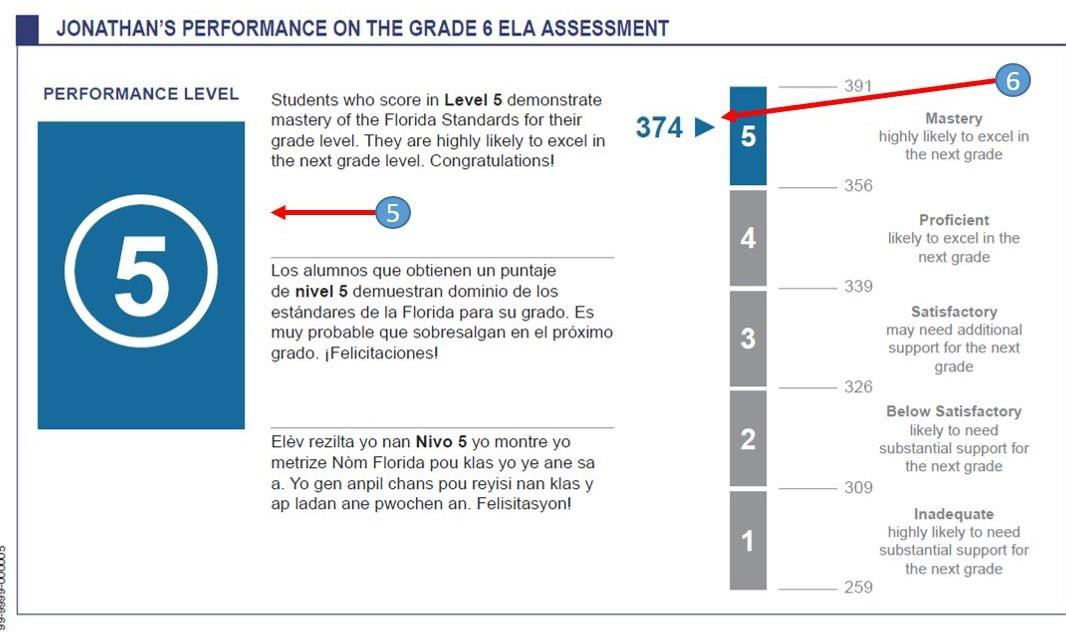 JONATHAN'S PERFORMANCE ON THE GRADE 6 ELA ASSESSMENT
PERFORMANCE LEVEL
5
Students who score in Level 5 demonstrate
mastery of the Florida Standards for their
grade level. They are highly likely to excel in
the next grade level. Congratulations!
5
Los alumnos que obtienen un puntaje
de nivel 5 demuestran dominio de los
estándares de la Florida para su grado. Es
muy probable que sobresalgan en el próximo
grado. ¡Felicitaciones!
Elèv rezilta yo nan Nivo 5 yo montre yo
metrize Nòm Florida pou klas yo ye ane sa
a. Yo gen anpil chans pou reyisi nan klas y
ap ladan ane pwochen an. Felisitasyon!
374
6
391
5
Mastery
highly likely to excel in
the next grade
356
4
Proficient
likely to excel in the
next grade
339
3
Satisfactory
may need additional
support for the next
grade
326
2
Below Satisfactory
likely to need
substantial support for
the next grade
309
1
Inadequate
highly likely to need
substantial support for
the next grade
259